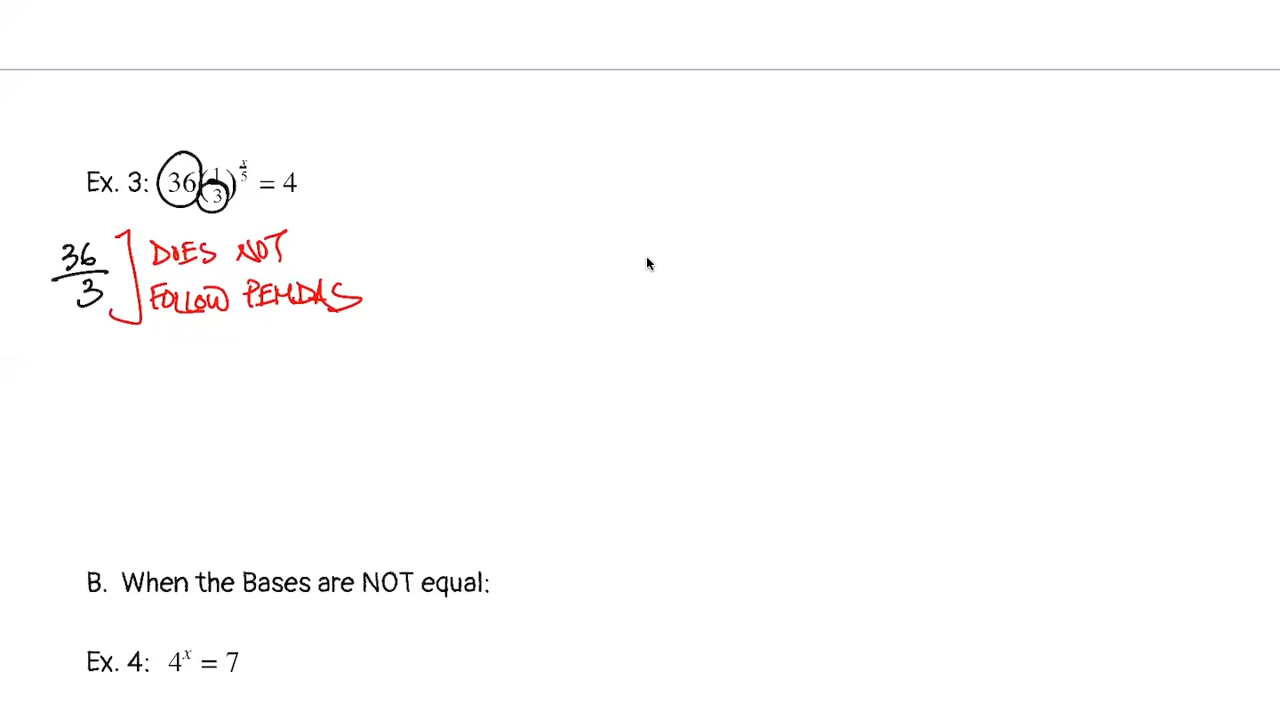 Ex. 3: 36(1/3)^(x/5) = 4
36/3 DOES NOT
FOLLOW PEMDAS
B. When the Bases are NOT equal:
Ex. 4: 4^x = 7